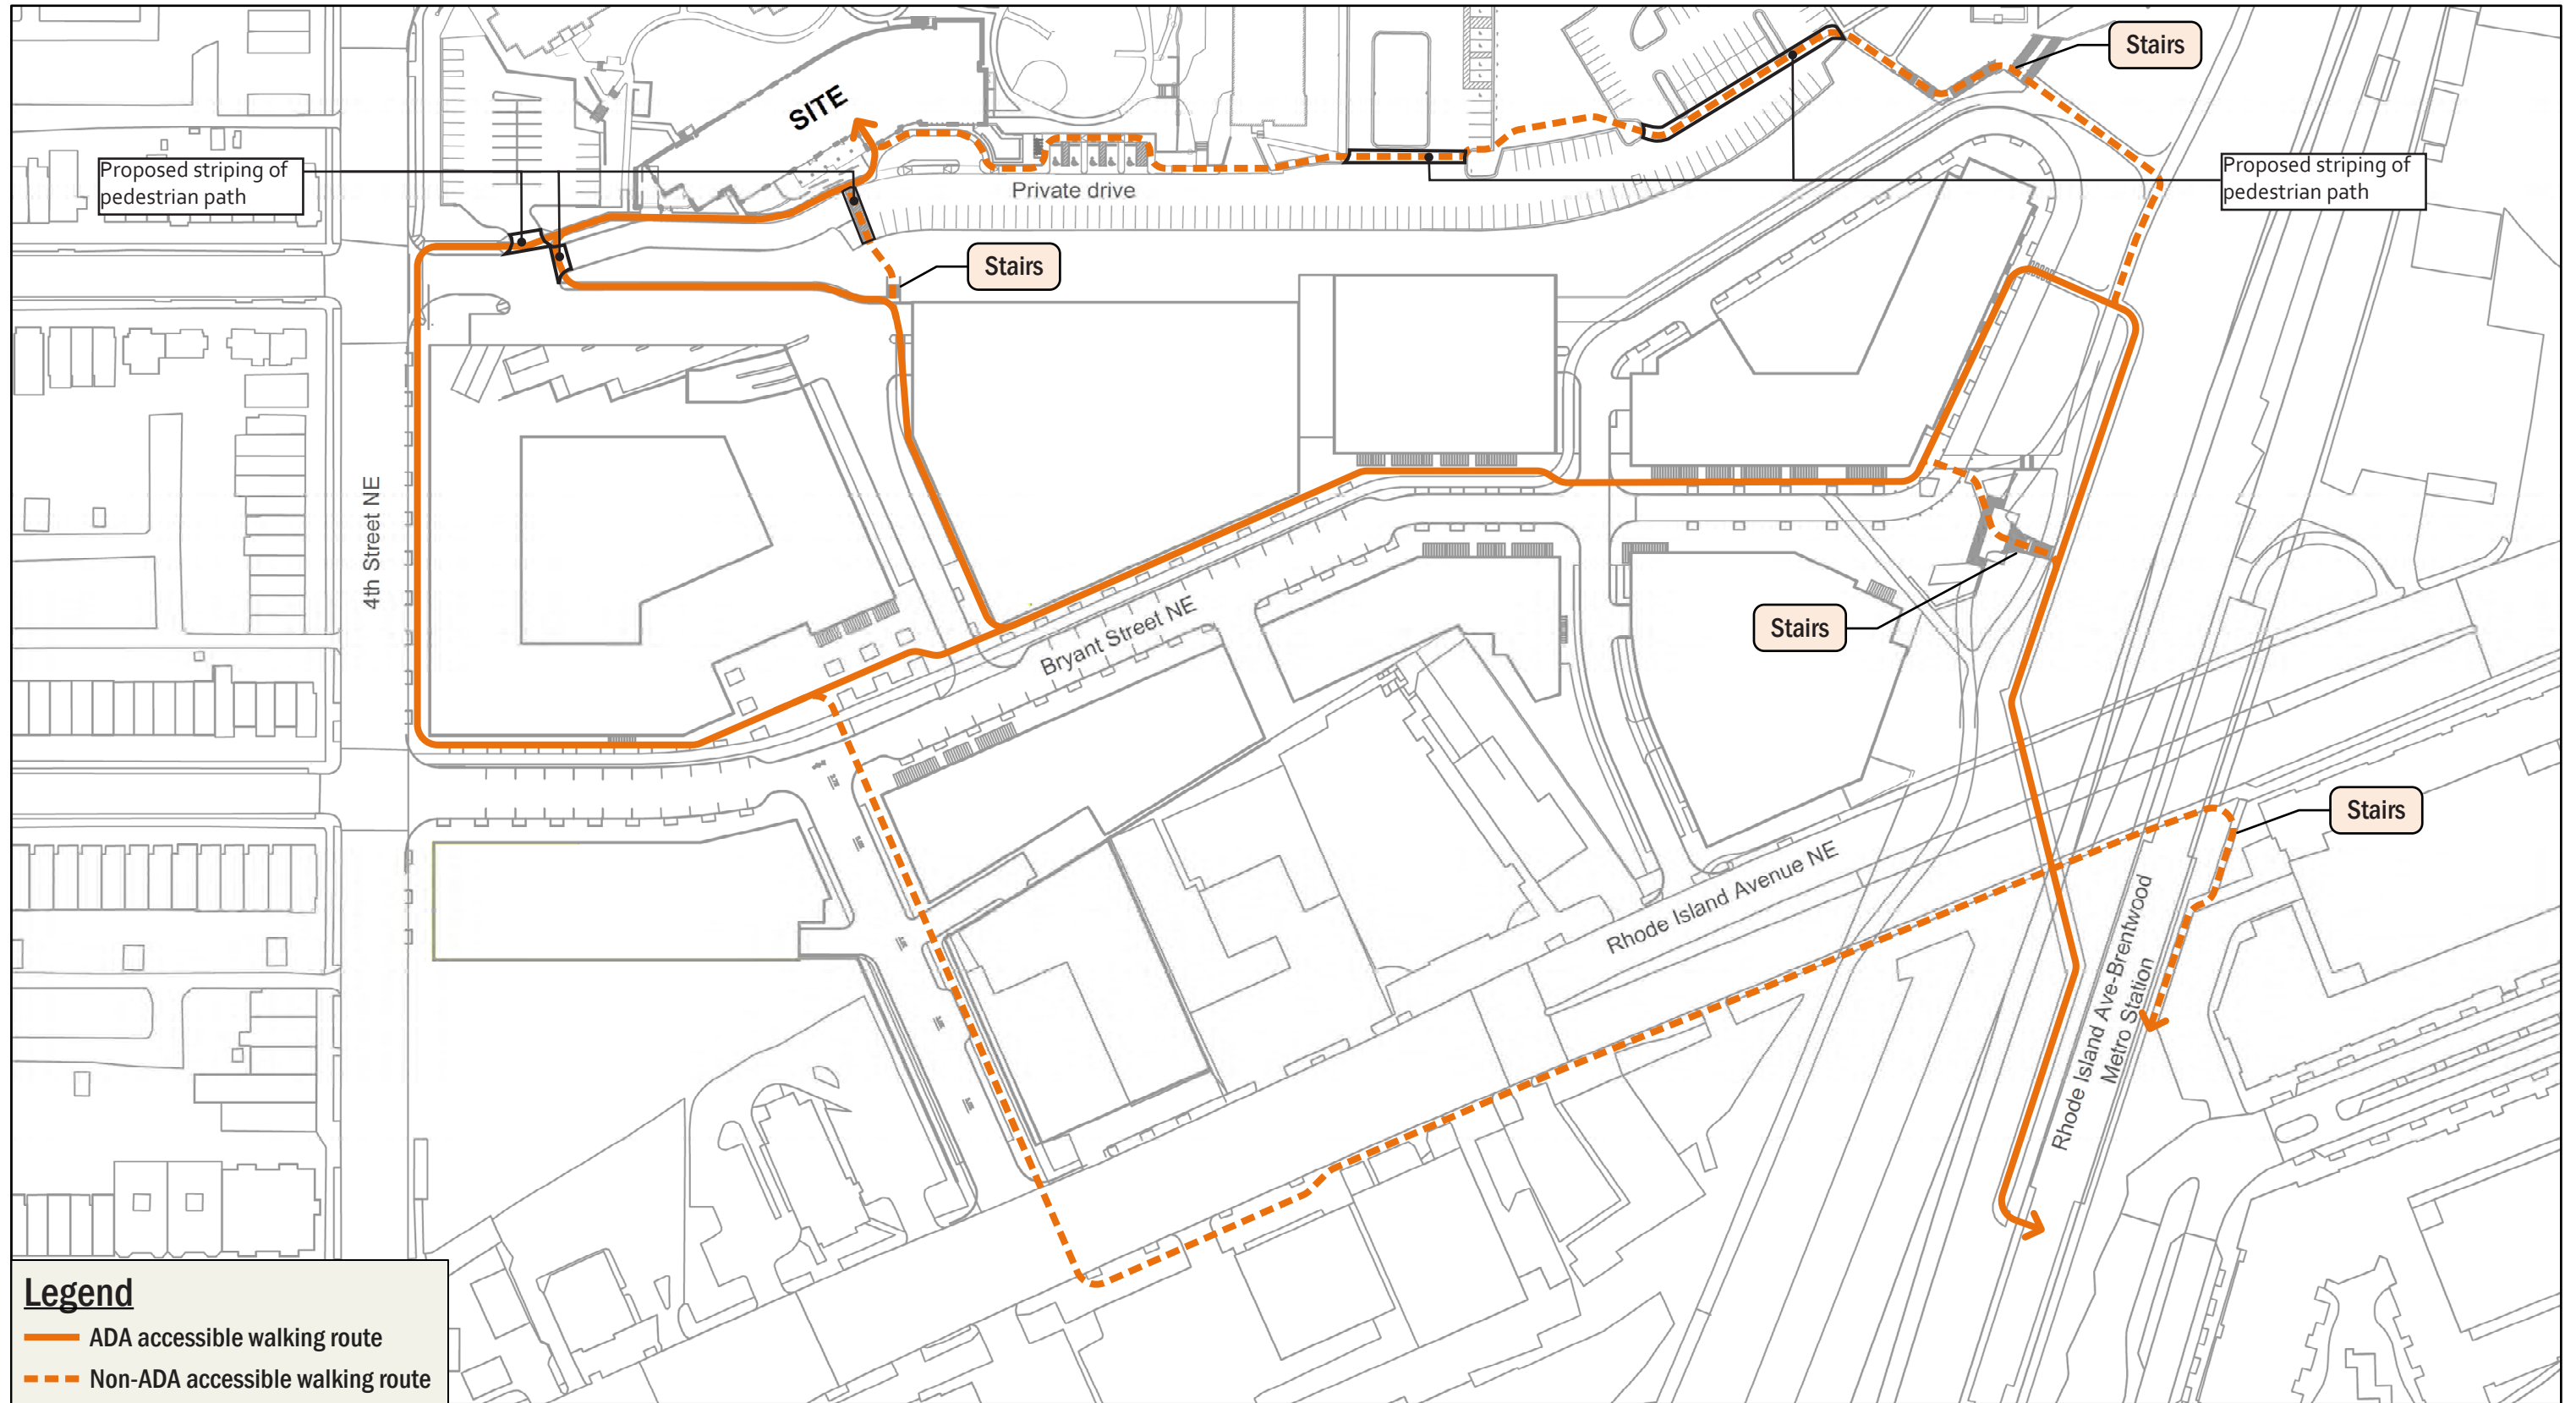 Stairs
SITE
Proposed striping of
pedestrian path
Private drive
Proposed striping of
pedestrian path
Stairs
4th Street NE
Bryant Street NE
Stairs
Stairs
Rhode Island Avenue NE
Rhode Island Ave-Brentwood
Metro Station
Legend
ADA accessible walking route
Non-ADA accessible walking route